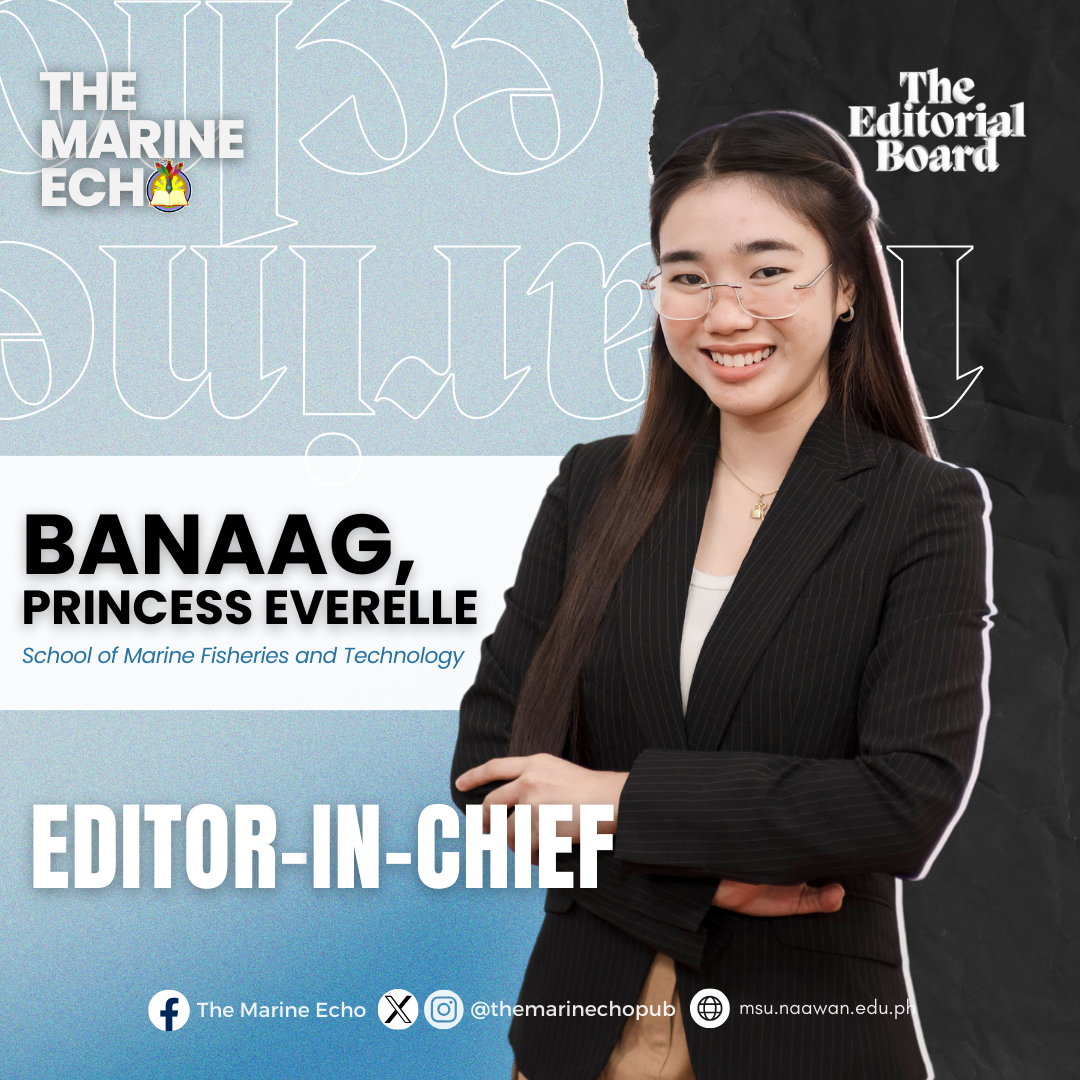 THE
MARINE
ECHO
The
Editorial
Board
echo
marine
BANAAG,
PRINCESS EVERELLE
School of Marine Fisheries and Technology
EDITOR-IN-CHIEF
The Marine Echo
@themarinechopub
msu.naawan.edu.ph